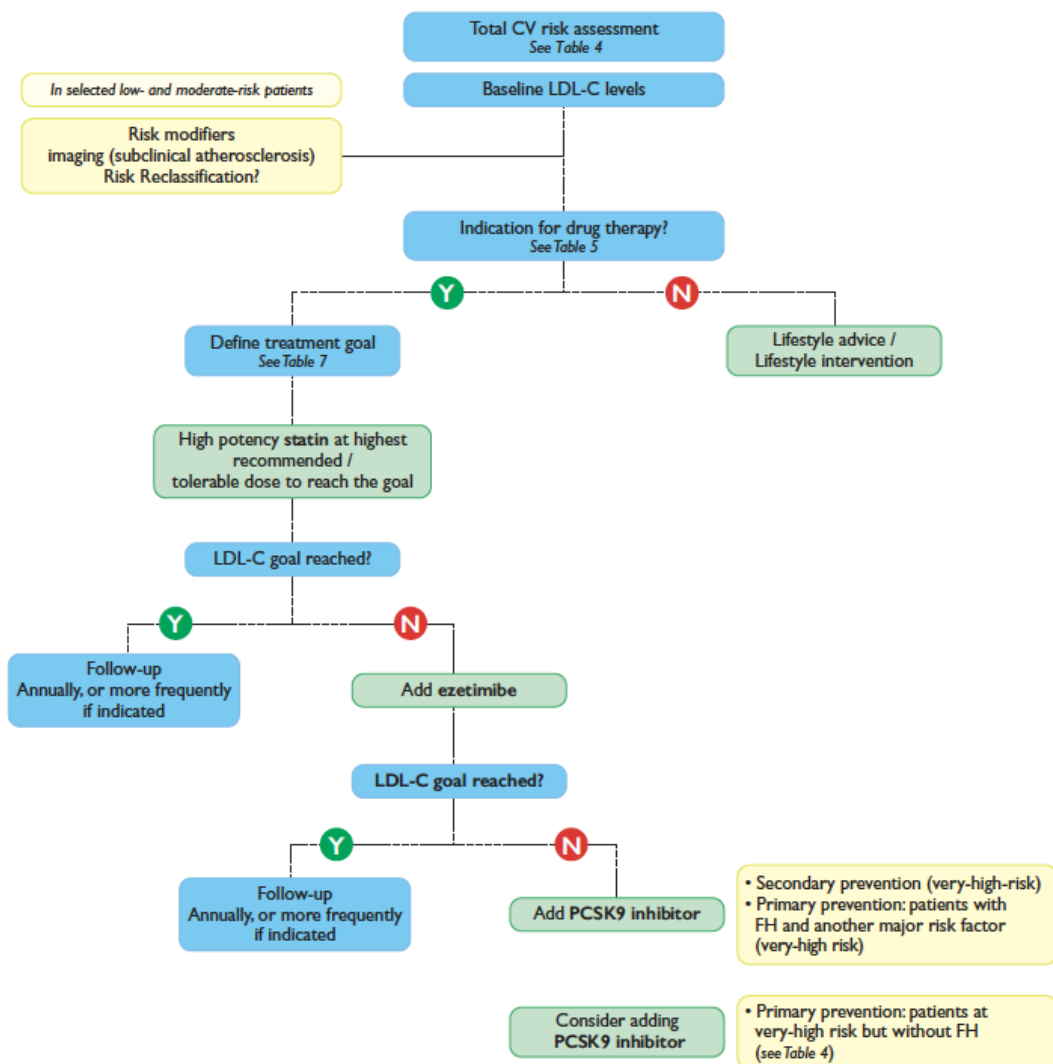 Total CV risk assessment
See Table 4
In selected low- and moderate-risk patients
Baseline LDL-C levels
Risk modifiers
imaging (subclinical atherosclerosis)
Risk Reclassification?
Indication for drug therapy?
See Table 5
Y
N
Define treatment goal
See Table 7
Lifestyle advice /
Lifestyle intervention
High potency statin at highest
recommended /
tolerable dose to reach the goal
LDL-C goal reached?
Y
N
Follow-up
Annually, or more frequently
if indicated
Add ezetimibe
LDL-C goal reached?
Y
N
Follow-up
Annually, or more frequently
if indicated
Add PCSK9 inhibitor
• Secondary prevention (very-high-risk)
• Primary prevention: patients with
FH and another major risk factor
(very-high risk)
Consider adding
PCSK9 inhibitor
• Primary prevention: patients at
very-high risk but without FH
(see Table 4)